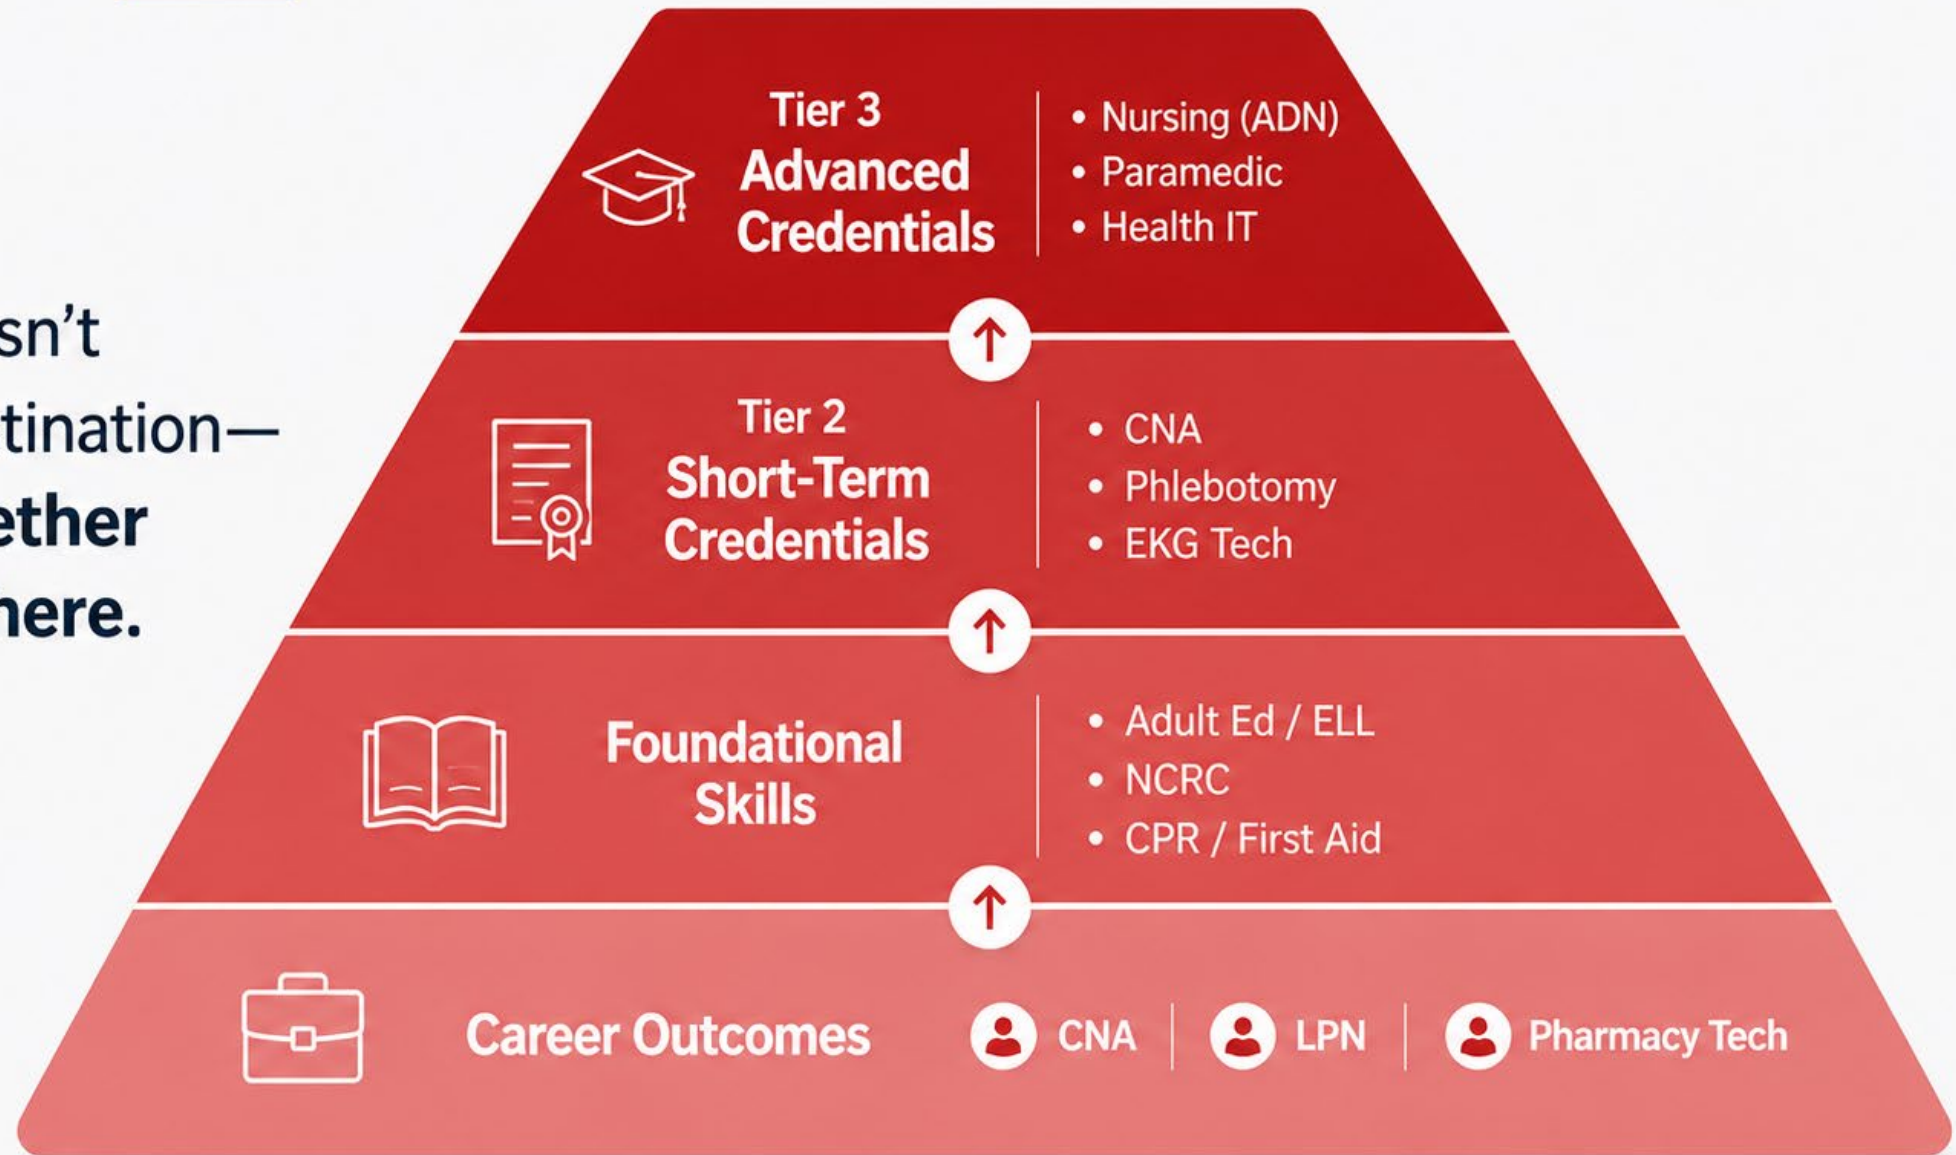 sn't
tination—
ether
here.
Tier 3
Advanced
Credentials
• Nursing (ADN)
• Paramedic
• Health IT
Tier 2
Short-Term
Credentials
• CNA
• Phlebotomy
• EKG Tech
Foundational
Skills
• Adult Ed / ELL
• NCRC
• CPR / First Aid
Career Outcomes
CNA
LPN
Pharmacy Tech